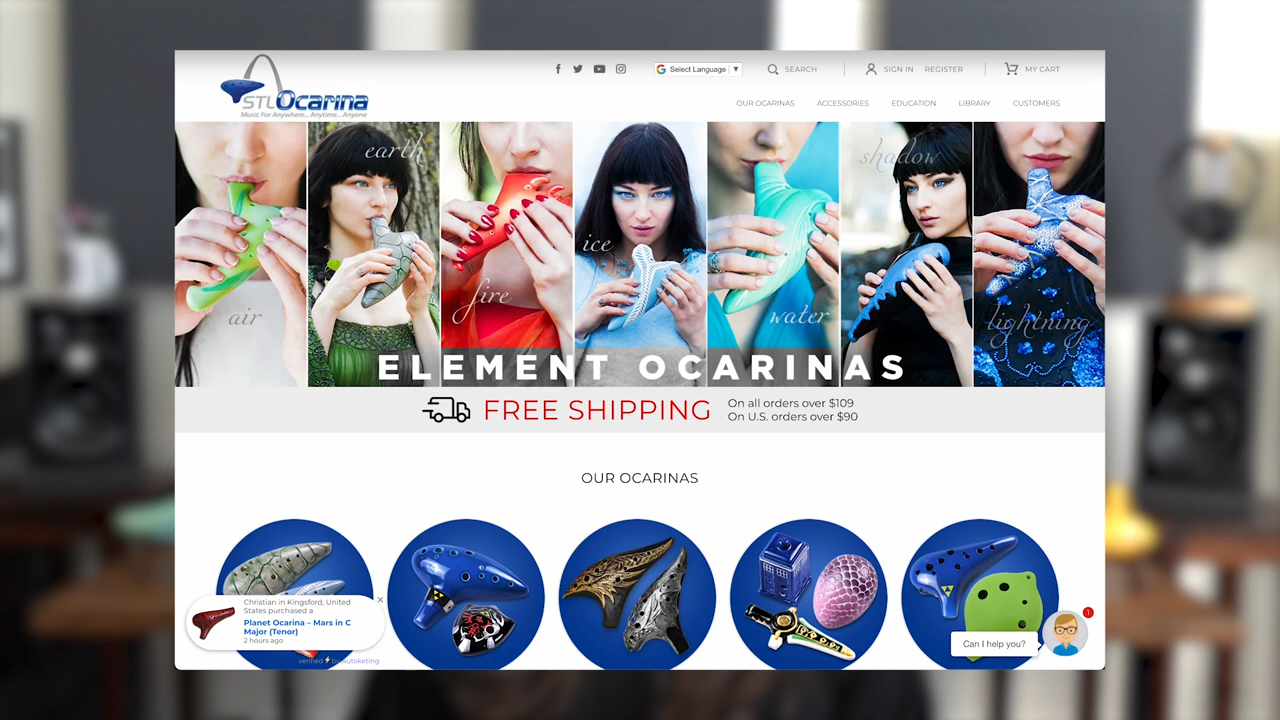 Select Language ▼
SEARCH
SIGN IN
REGISTER
MY CART
STLOcarina
Music For Anywhere...Anytime...Anyone
OUR OCARINAS
ACCESSORIES
EDUCATION
LIBRARY
CUSTOMERS
air
earth
fire
ice
water
shadow
lightning
ELEMENT OCARINAS
FREE SHIPPING
On all orders over $109
On U.S. orders over $90
OUR OCARINAS
Christian in Kingsford, United
States purchased a
Planet Ocarina – Mars in C
Major (Tenor)
2 hours ago
verified ⚡ by Autoketing
Can I help you?
1